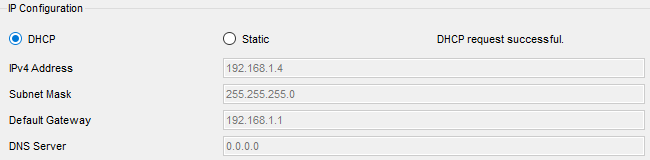 IP Configuration
DHCP Static DHCP request successful.
IPv4 Address 192.168.1.4
Subnet Mask 255.255.255.0
Default Gateway 192.168.1.1
DNS Server 0.0.0.0